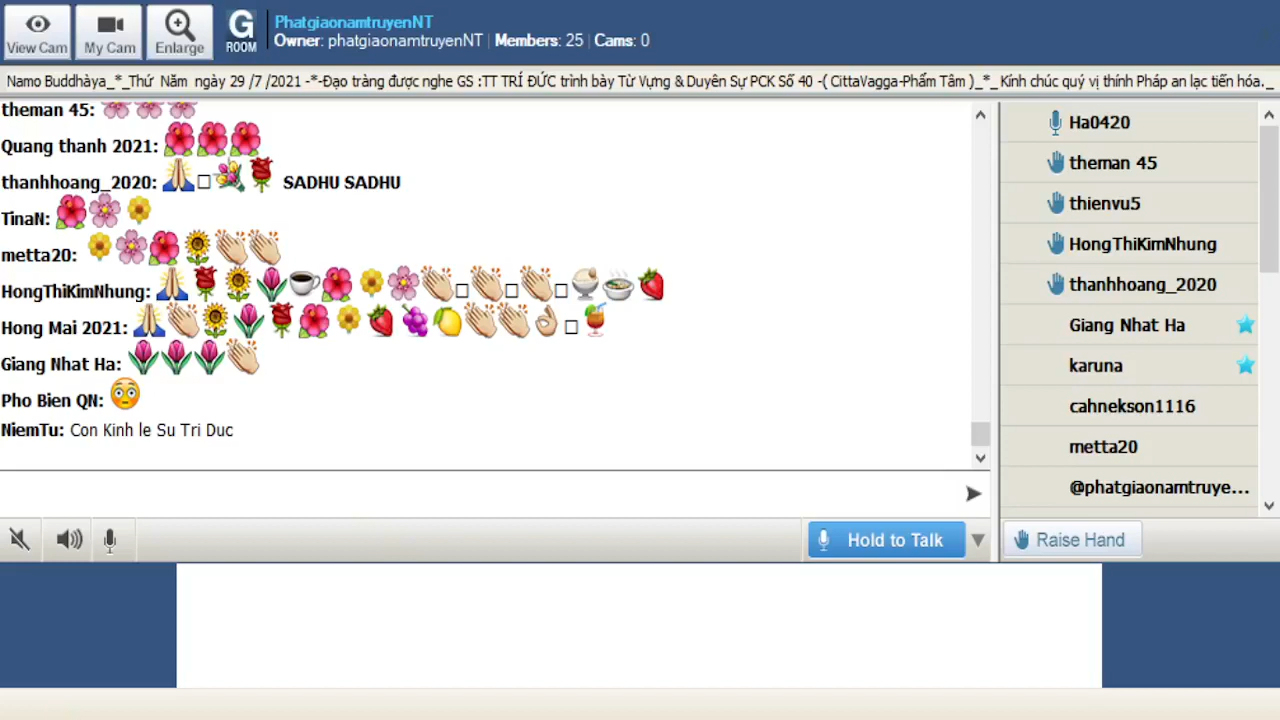 View Cam
My Cam
Enlarge
G
ROOM
PhatgiaonamtruyenNT
Owner: phatgiaonamtruyenNT | Members: 25 | Cams: 0
Namo Buddhàya_*_Thứ Năm ngày 29 /7 /2021 -*-Đạo tràng được nghe GS :TT TRÍ ĐỨC trình bày Từ Vựng & Duyên Sự PCK Số 40 -( CittaVagga-Phẩm Tâm )_*_Kính chúc quý vị thính Pháp an lạc tiến hóa._
theman 45:
Quang thanh 2021:
thanhhoang_2020: SADHU SADHU
TinaN:
metta20:
HongThiKimNhung:
Hong Mai 2021:
Giang Nhat Ha:
Pho Bien QN:
NiemTu: Con Kinh le Su Tri Duc
Hold to Talk
Ha0420
theman 45
thienvu5
HongThiKimNhung
thanhhoang_2020
Giang Nhat Ha
karuna
cahnekson1116
metta20
@phatgiaonamtruye...
Raise Hand